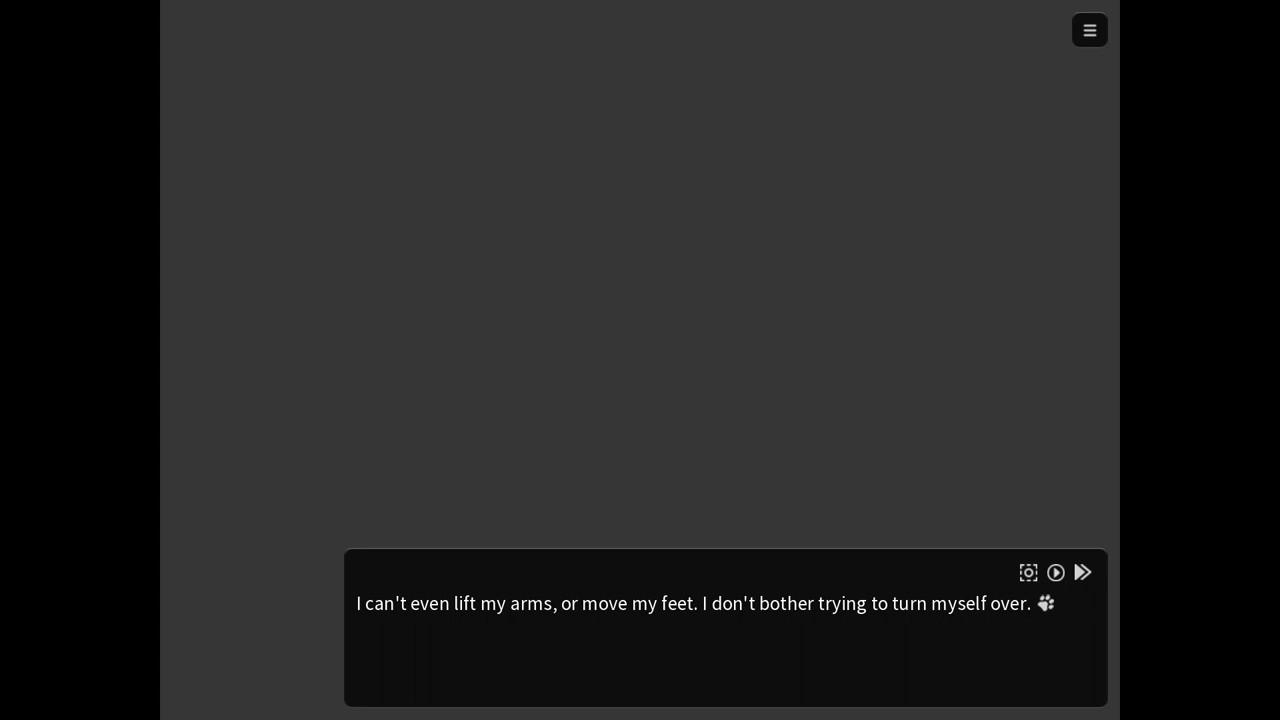 I can't even lift my arms, or move my feet. I don't bother trying to turn myself over.